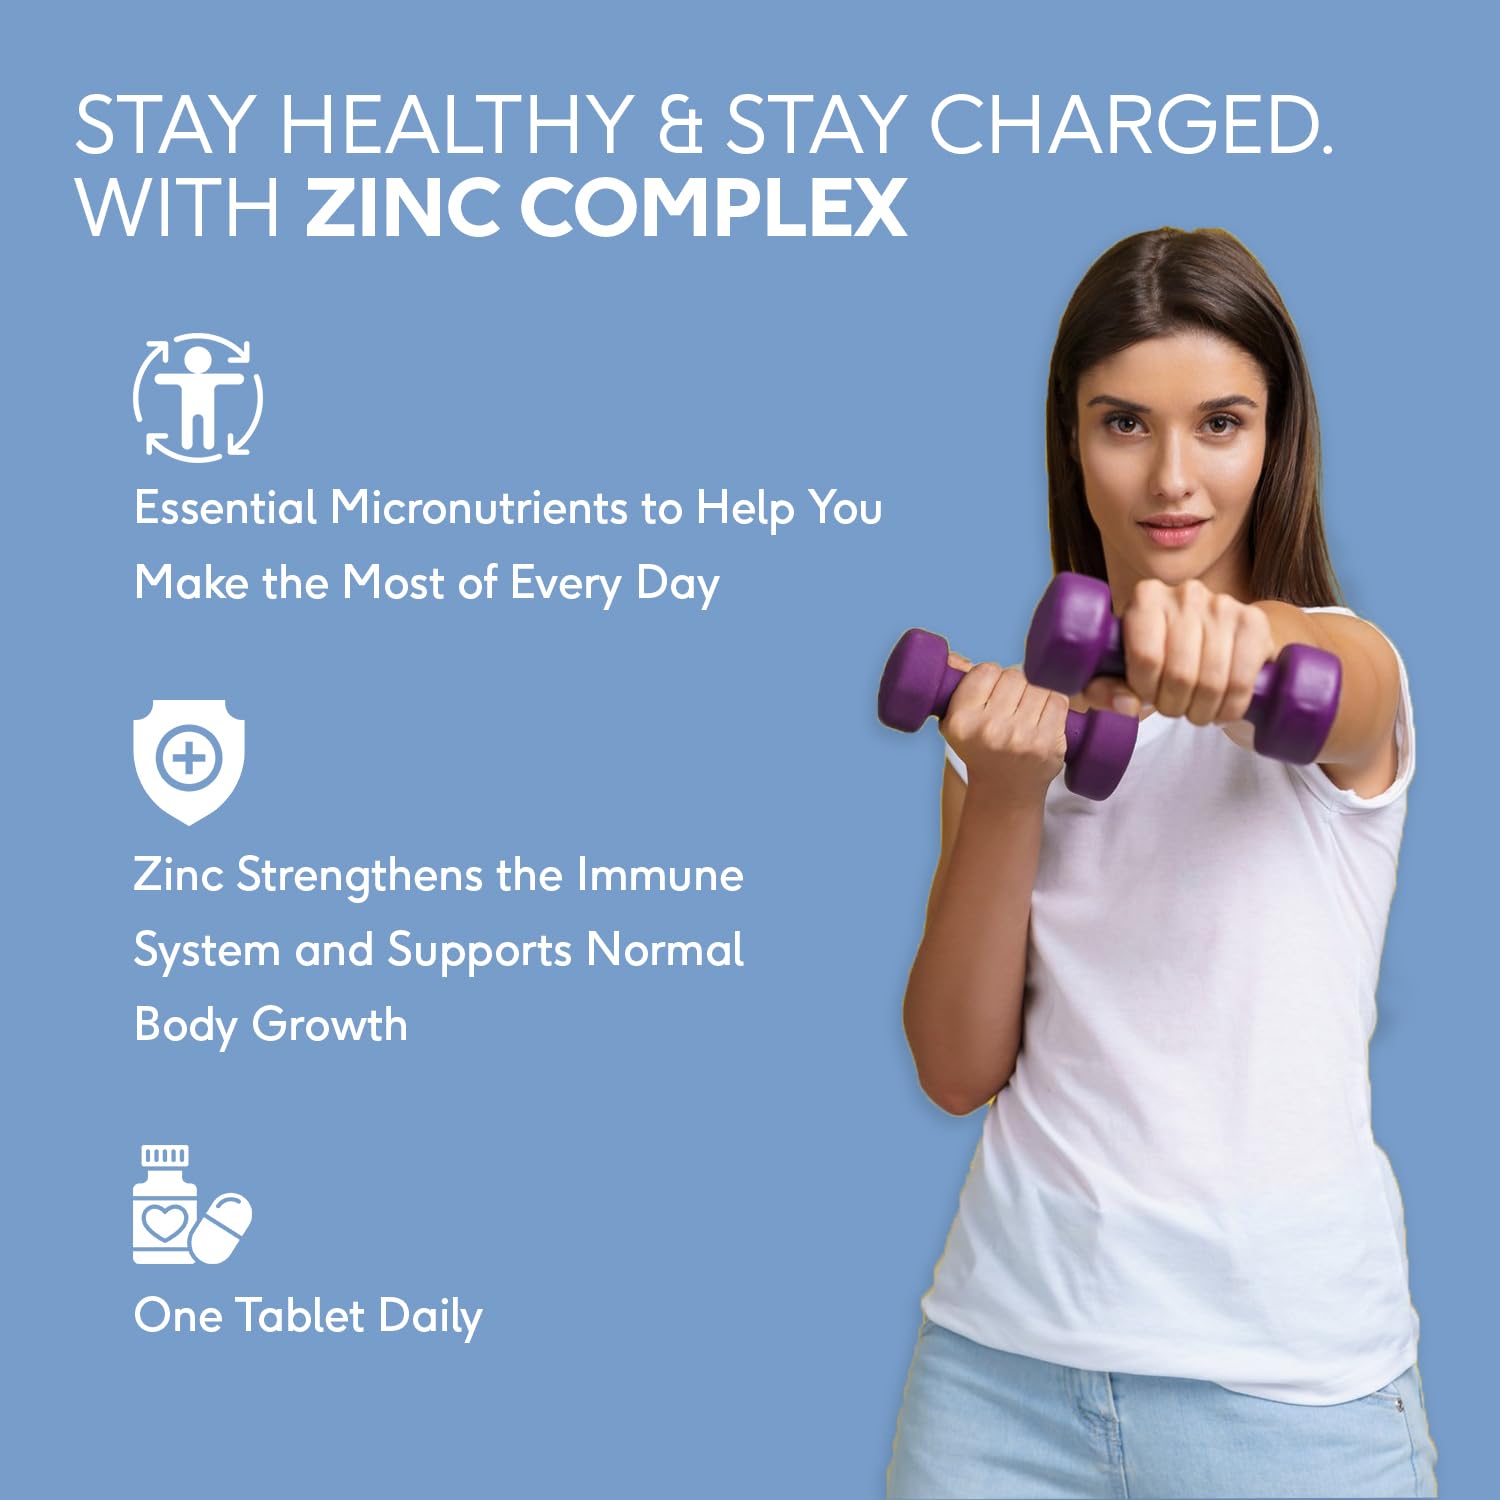 STAY HEALTHY & STAY CHARGED.
WITH ZINC COMPLEX
Essential Micronutrients to Help You
Make the Most of Every Day
Zinc Strengthens the Immune
System and Supports Normal
Body Growth
One Tablet Daily